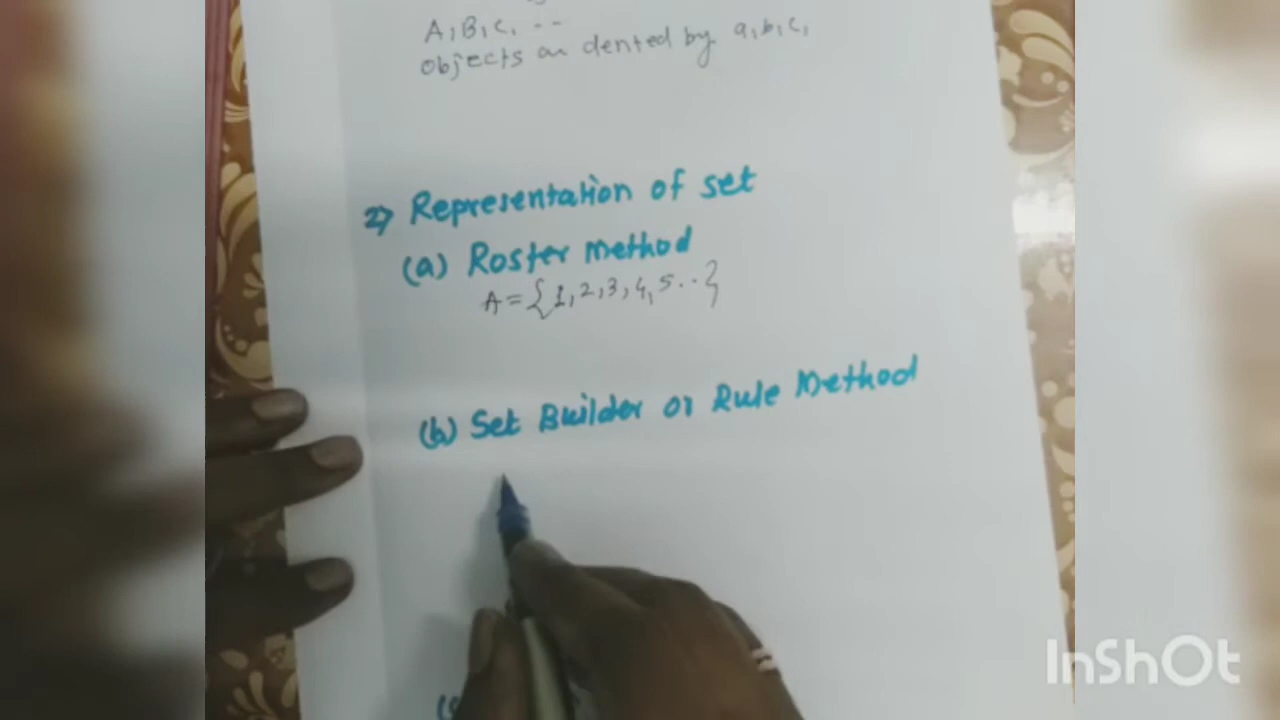 A, B, C, --
objects an dented by a, b, c,
2) Representation of set
(a) Roster method
A = {1, 2, 3, 4, 5 . . }
(b) Set Builder or Rule Method
InShOt